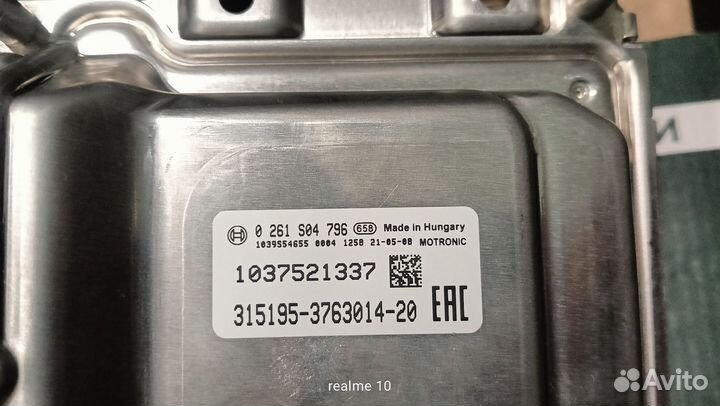 0 261 S04 796 658 Made in Hungary
1039S54655 0004 1258 21-05-08 MOTRONIC
1037521337
315195-3763014-20 EAC
realme 10
Avito